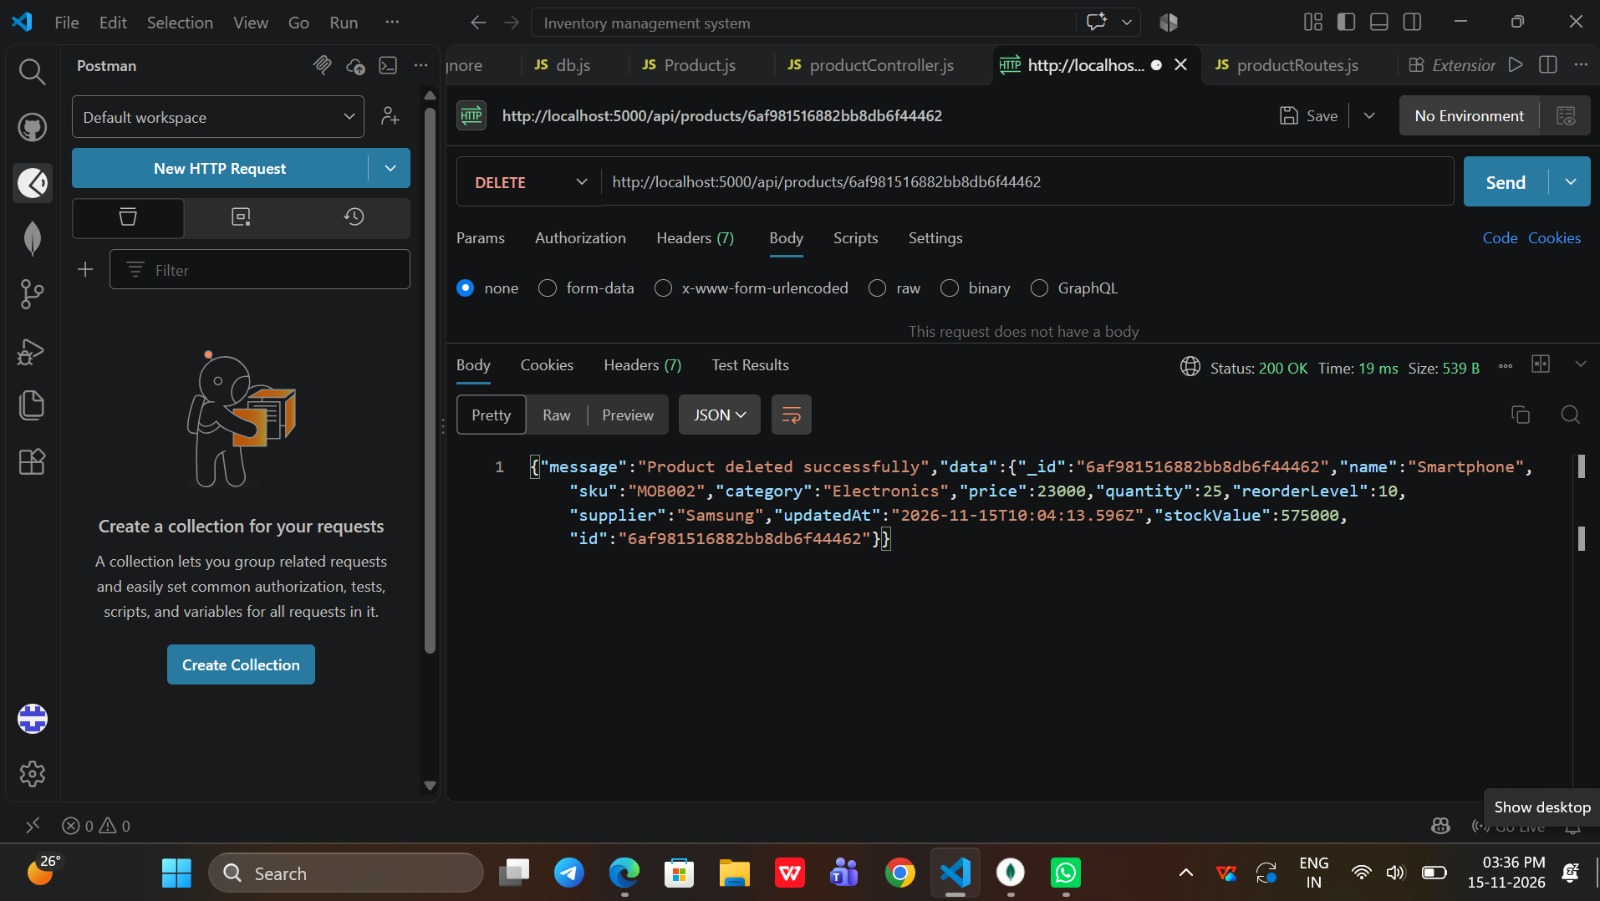 File Edit Selection View Go Run ...
Inventory management system
Postman
gnore
JS db.js
JS Product.js
JS productController.js
HTTP http://localhos...
JS productRoutes.js
Extension
Default workspace
HTTP http://localhost:5000/api/products/6af981516882bb8db6f44462
Save
No Environment
New HTTP Request
DELETE
http://localhost:5000/api/products/6af981516882bb8db6f44462
Send
Filter
Params Authorization Headers (7) Body Scripts Settings
Code Cookies
none form-data x-www-form-urlencoded raw binary GraphQL
This request does not have a body
Body Cookies Headers (7) Test Results
Status: 200 OK Time: 19 ms Size: 539 B
Pretty Raw Preview JSON
1 {"message":"Product deleted successfully","data":{"_id":"6af981516882bb8db6f44462","name":"Smartphone",
"sku":"MOB002","category":"Electronics","price":23000,"quantity":25,"reorderLevel":10,
"supplier":"Samsung","updatedAt":"2026-11-15T10:04:13.596Z","stockValue":575000,
"id":"6af981516882bb8db6f44462"}}
Create a collection for your requests
A collection lets you group related requests
and easily set common authorization, tests,
scripts, and variables for all requests in it.
Create Collection
Show desktop
0 0
Go Live
26°
Search
ENG
IN
03:36 PM
15-11-2026